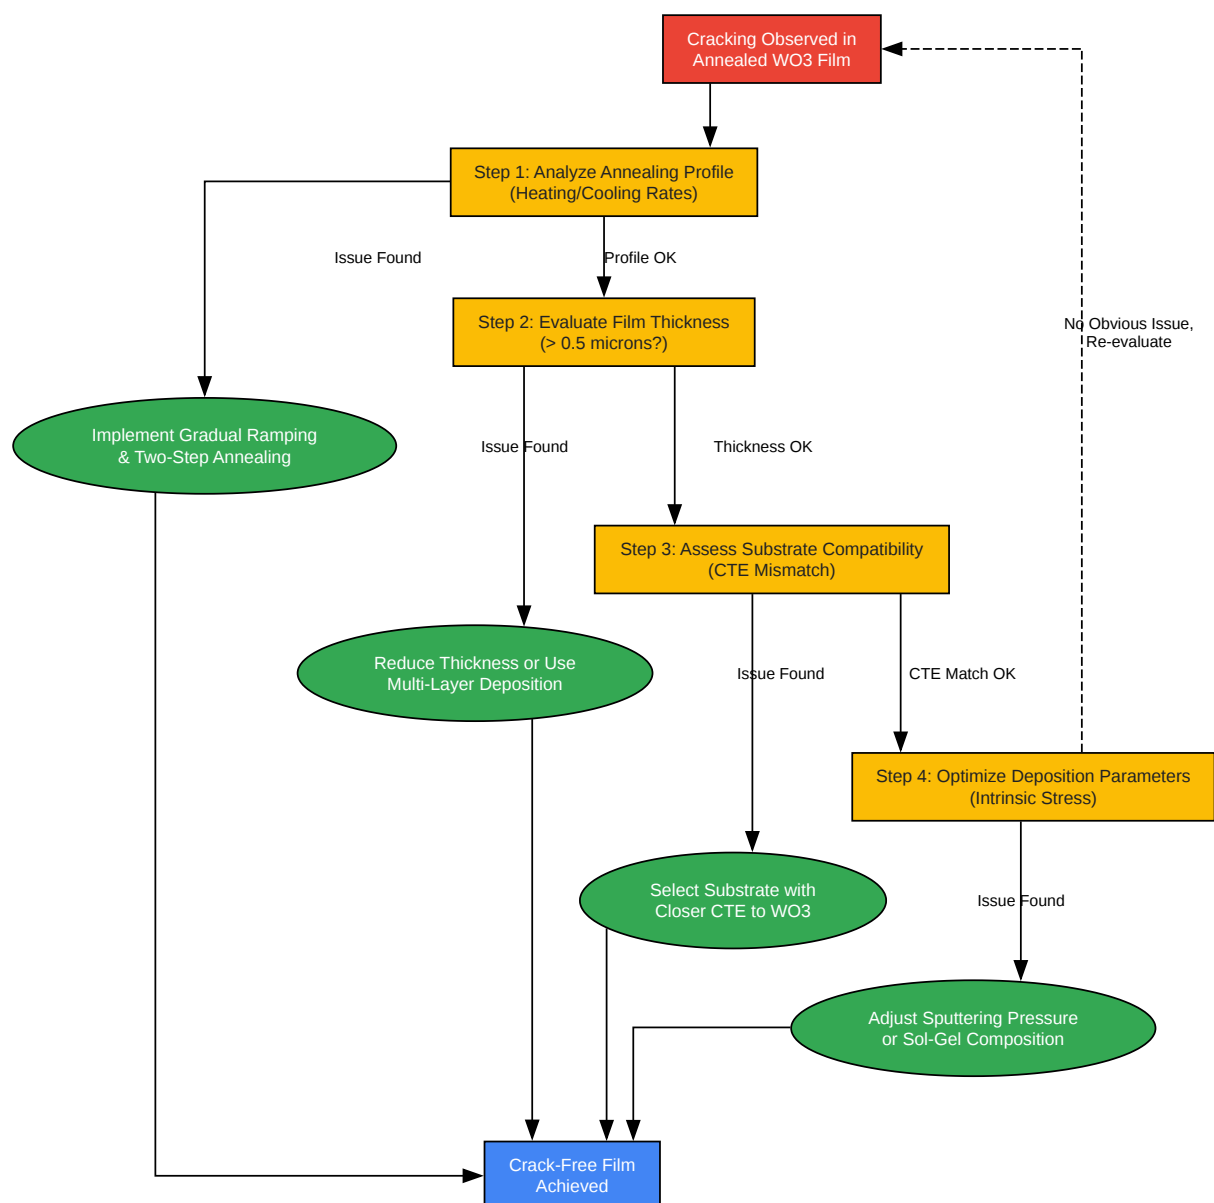 Cracking Observed in
Annealed WO3 Film
Step 1: Analyze Annealing Profile
(Heating/Cooling Rates)
Issue Found
Profile OK
Step 2: Evaluate Film Thickness
(> 0.5 microns?)
No Obvious Issue,
Re-evaluate
Implement Gradual Ramping
& Two-Step Annealing
Issue Found
Thickness OK
Step 3: Assess Substrate Compatibility
(CTE Mismatch)
Reduce Thickness or Use
Multi-Layer Deposition
Issue Found
CTE Match OK
Step 4: Optimize Deposition Parameters
(Intrinsic Stress)
Select Substrate with
Closer CTE to WO3
Issue Found
Adjust Sputtering Pressure
or Sol-Gel Composition
Crack-Free Film
Achieved